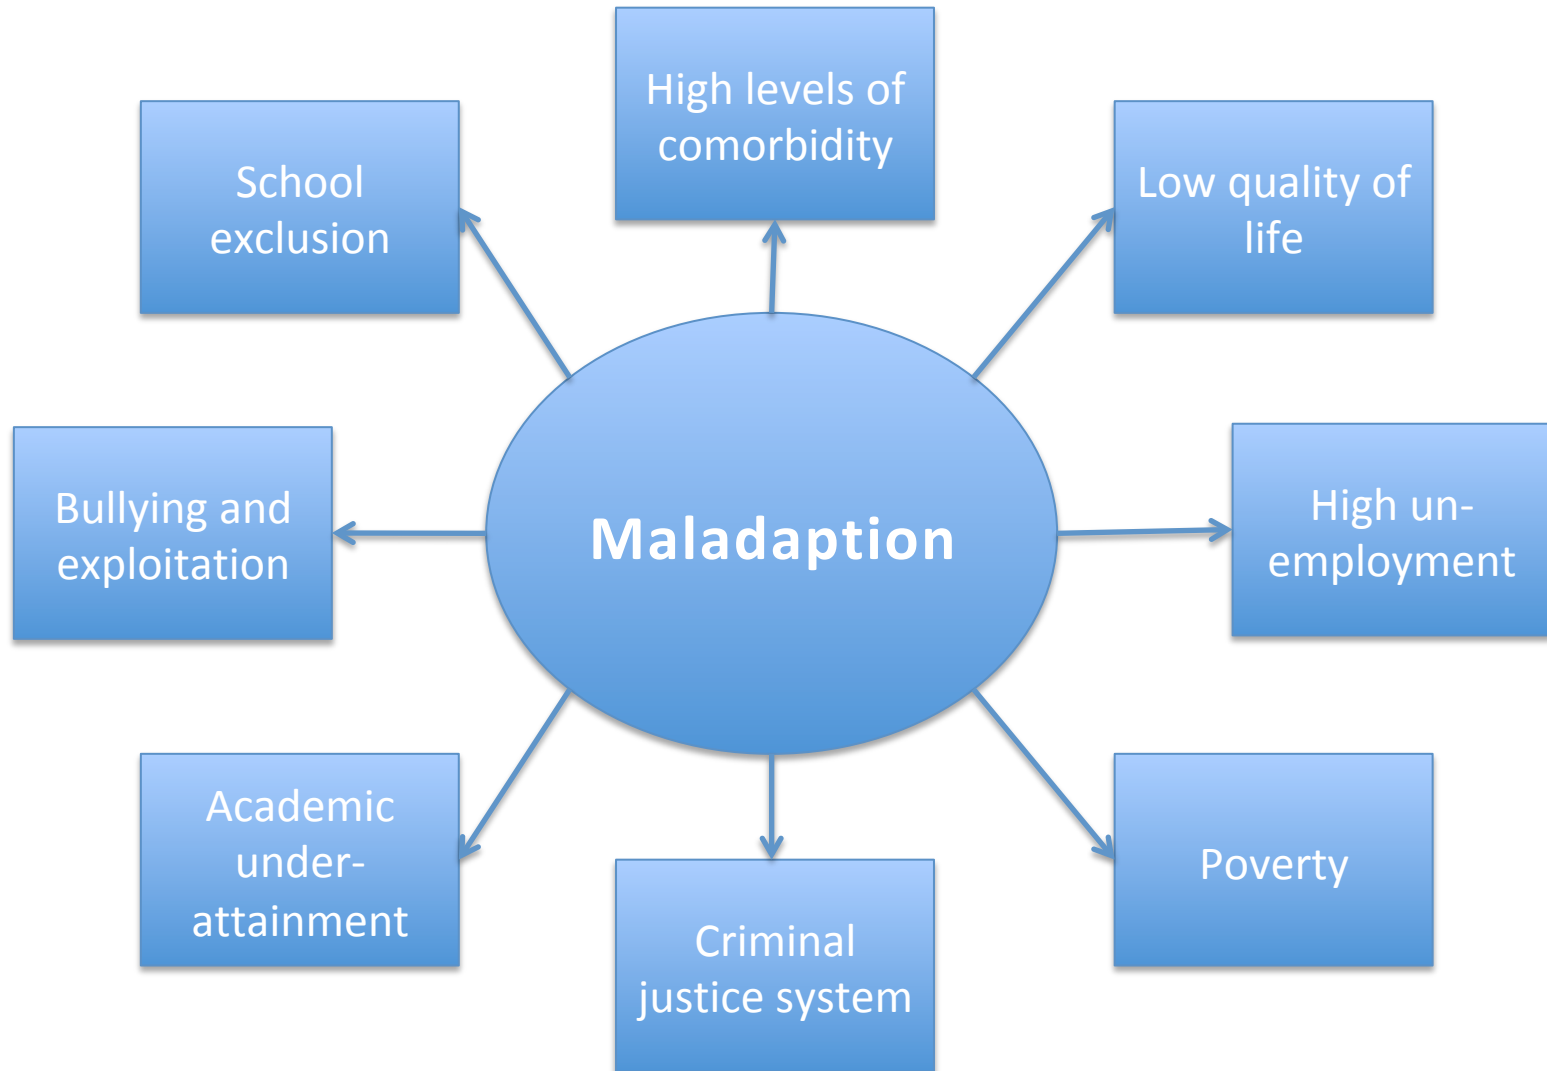 High levels of
comorbidity
School
exclusion
Low quality of
life
Bullying and
exploitation
Maladaption
High un-
employment
Academic
under-
attainment
Criminal
justice system
Poverty